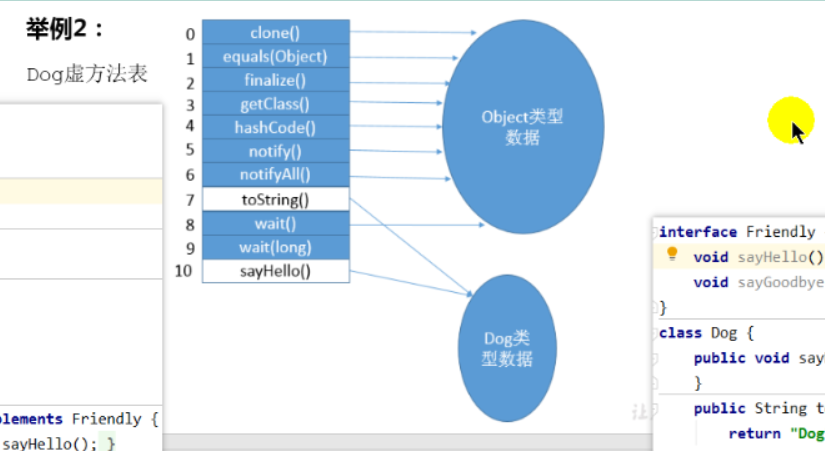 举例2：
Dog虚方法表
0 clone()
1 equals(Object)
2 finalize()
3 getClass()
4 hashCode()
5 notify()
6 notifyAll()
7 toString()
8 wait()
9 wait(long)
10 sayHello()
Object类型
数据
Dog类
型数据
interface Friendly
void sayHello()
void sayGoodbye
}
class Dog {
public void say
}
public String t
return "Dog
plements Friendly {
sayHello(); }